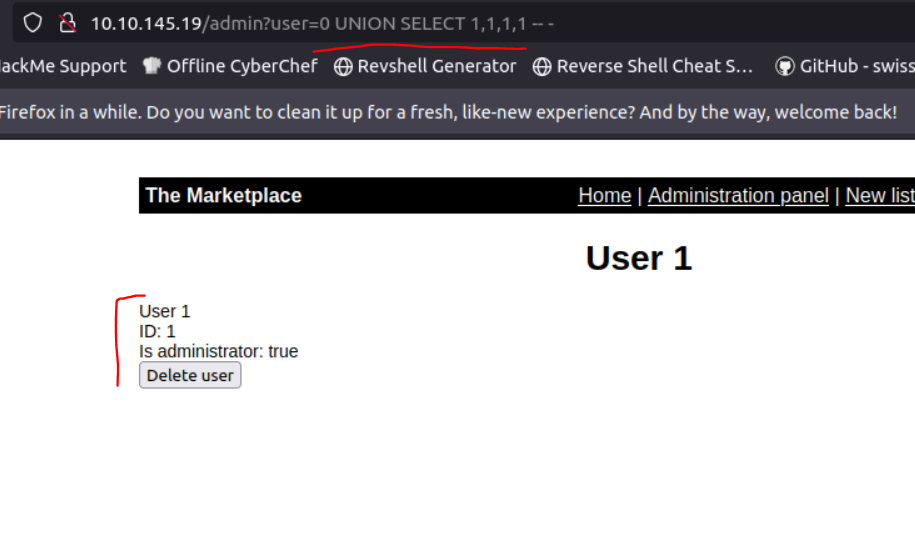 10.10.145.19/admin?user=0 UNION SELECT 1,1,1,1 -- -
ackMe Support Offline CyberChef Revshell Generator Reverse Shell Cheat S... GitHub - swiss
Firefox in a while. Do you want to clean it up for a fresh, like-new experience? And by the way, welcome back!
The Marketplace Home | Administration panel | New list
User 1
User 1
ID: 1
Is administrator: true
Delete user